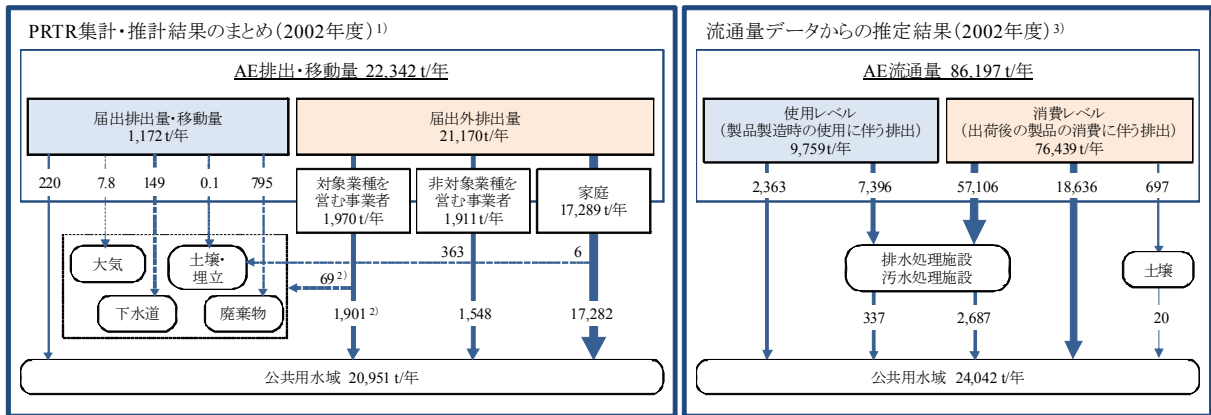 PRTR集計・推計結果のまとめ（2002年度）1)
AE排出・移動量 22,342 t/年
届出排出量・移動量
1,172 t/年
届出外排出量
21,170 t/年
220
7.8
149
0.1
795
対象業種を
営む事業者
1,970 t/年
非対象業種を
営む事業者
1,911 t/年
家庭
17,289 t/年
363
6
大気
土壌・
埋立
下水道
廃棄物
69 2)
1,901 2)
1,548
17,282
公共用水域 20,951 t/年
流通量データからの推定結果（2002年度）3)
AE流通量 86,197 t/年
使用レベル
（製品製造時の使用に伴う排出）
9,759 t/年
消費レベル
（出荷後の製品の消費に伴う排出）
76,439 t/年
2,363
7,396
57,106
18,636
697
排水処理施設
汚水処理施設
土壌
337
2,687
20
公共用水域 24,042 t/年